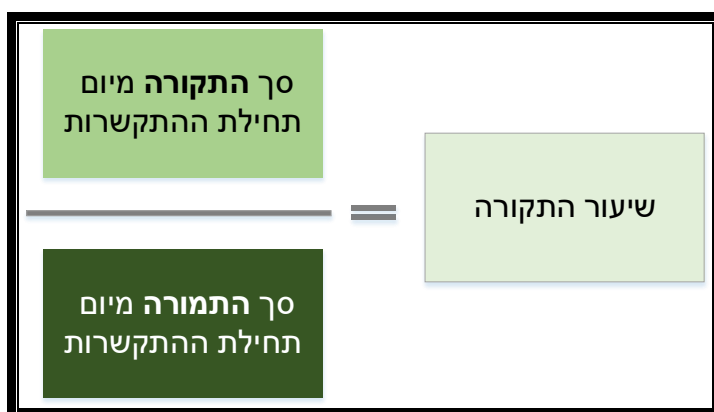 שיעור התקורה
=
סך התקורה מיום
תחילת ההתקשרות
סך התמורה מיום
תחילת ההתקשרות